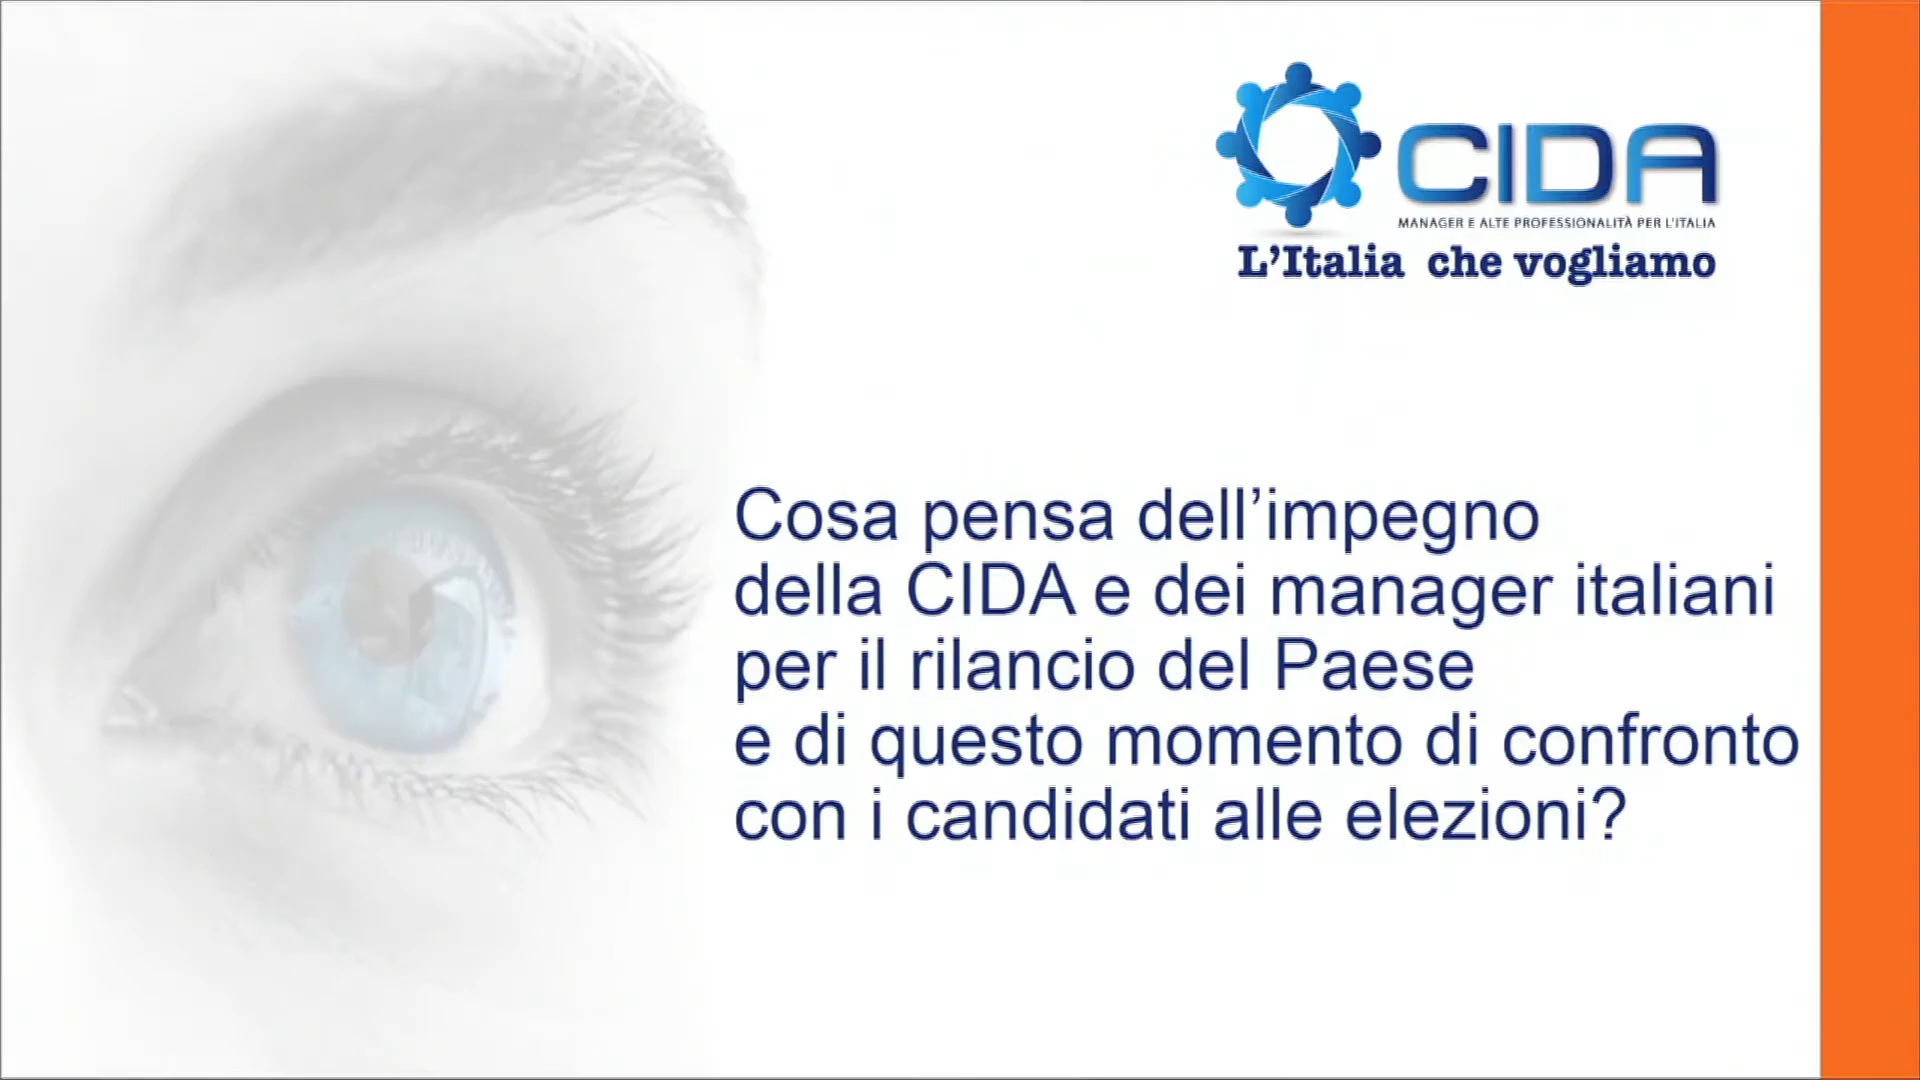 CIDA
MANAGER E ALTE PROFESSIONALITÀ PER L'ITALIA
L'Italia che vogliamo
Cosa pensa dell'impegno
della CIDA e dei manager italiani
per il rilancio del Paese
e di questo momento di confronto
con i candidati alle elezioni?